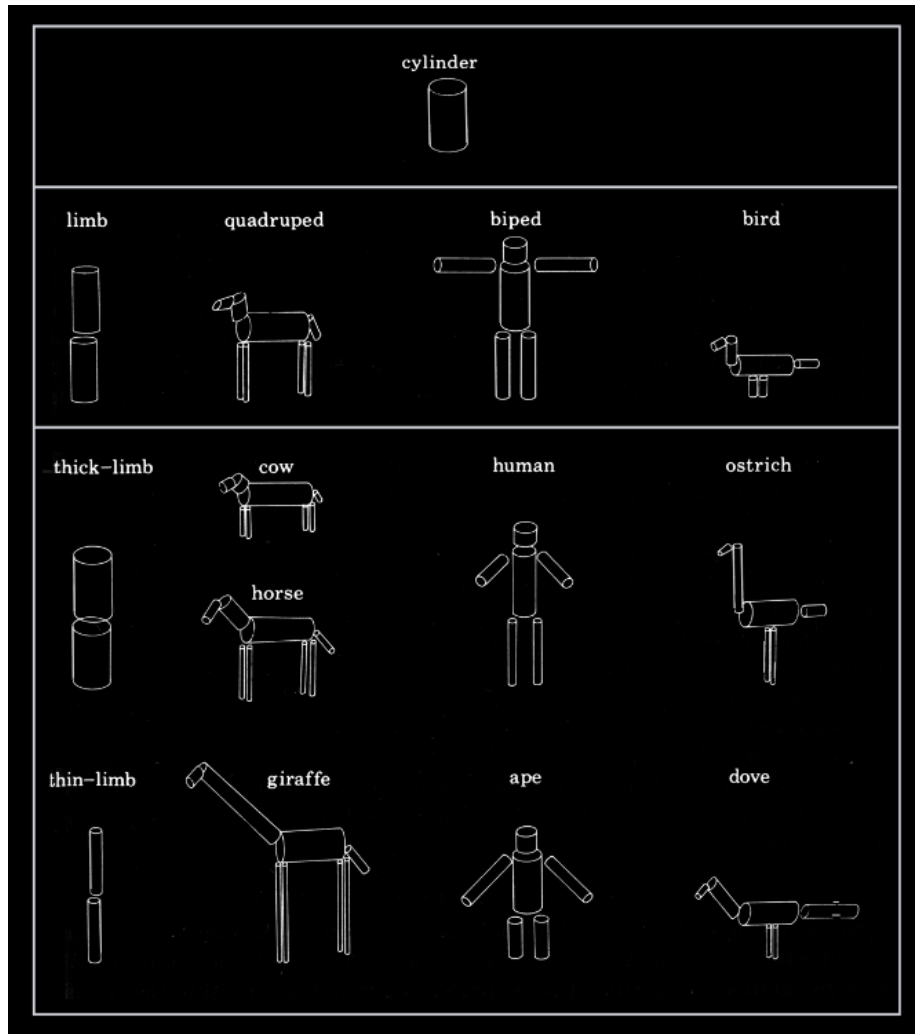 cylinder
limb
quadruped
biped
bird
thick-limb
cow
human
ostrich
horse
thin-limb
giraffe
ape
dove